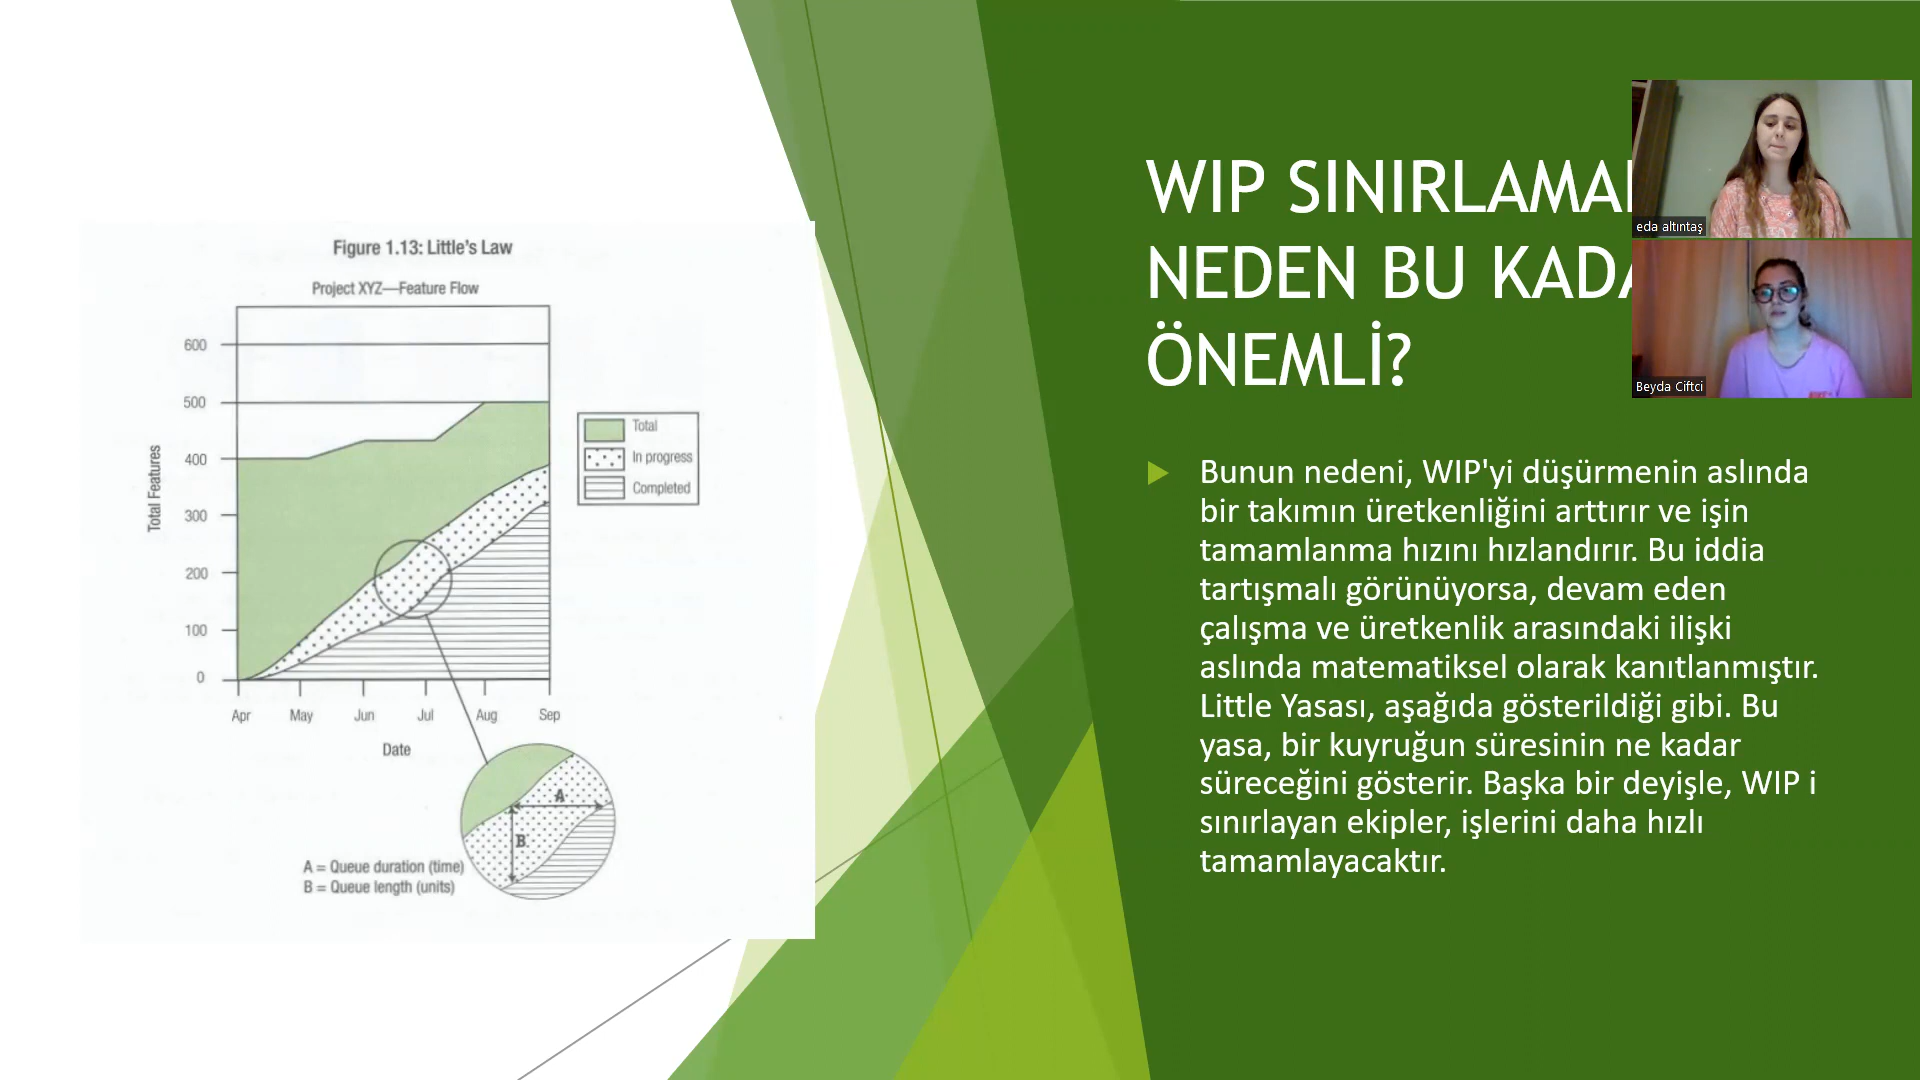 Figure 1.13: Little's Law
Project XYZ—Feature Flow
600
500
400
300
200
100
0
Total Features
Apr May Jun Jul Aug Sep
Date
Total
In progress
Completed
A
B
A = Queue duration (time)
B = Queue length (units)
WIP
NEDEN BU
ÖNEMLİ?
Bunun nedeni, WIP'yi düşürmenin aslında
bir takımın üretkenliğini arttırır ve işin
tamamlanma hızını hızlandırır. Bu iddia
tartışmalı görünüyorsa, devam eden
çalışma ve üretkenlik arasındaki ilişki
aslında matematiksel olarak kanıtlanmıştır.
Little Yasası, aşağıda gösterildiği gibi. Bu
yasa, bir kuyruğun süresinin ne kadar
süreceğini gösterir. Başka bir deyişle, WIP i
sınırlayan ekipler, işlerini daha hızlı
tamamlayacaktır.
eda altıntaş
Beyda Ciftci